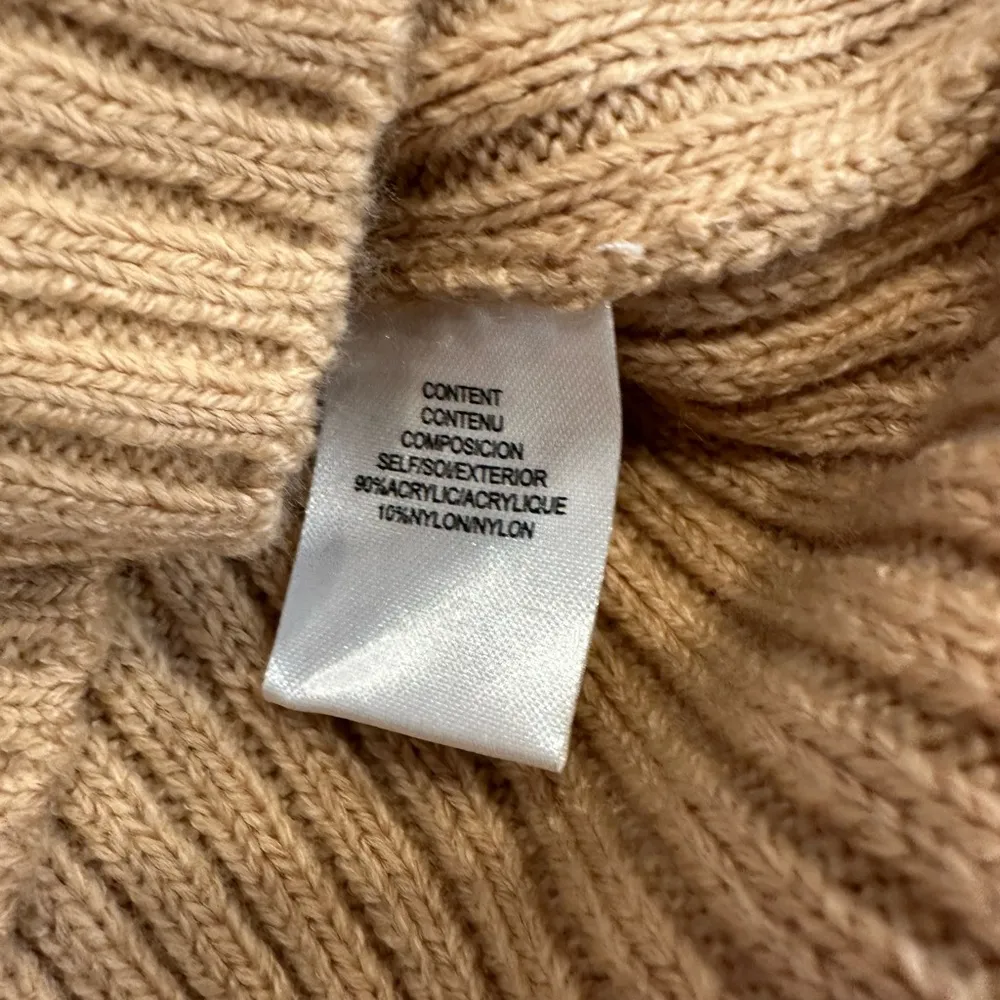 CONTENT
CONTENU
COMPOSICION
SELF/SOI/EXTERIOR
90%ACRYLIC/ACRYLIQUE
10%NYLON/NYLON